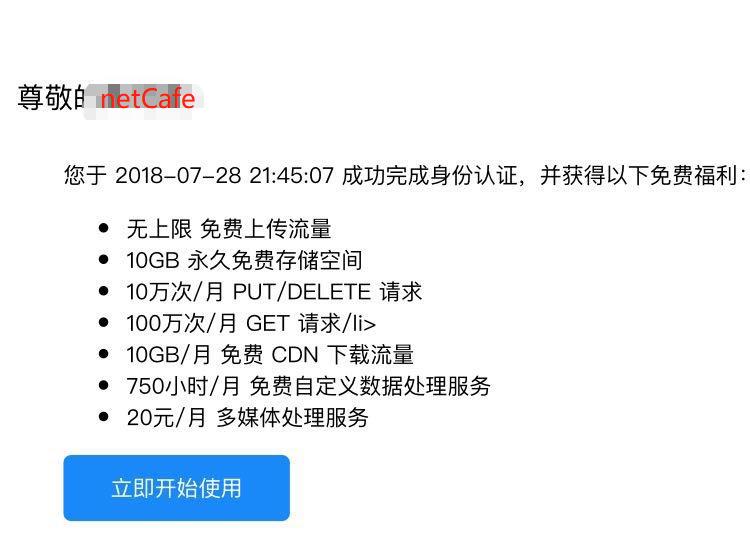 尊敬的 netCafe
您于 2018-07-28 21:45:07 成功完成身份认证，并获得以下免费福利：
无上限 免费上传流量
10GB 永久免费存储空间
10万次/月 PUT/DELETE 请求
100万次/月 GET 请求/li>
10GB/月 免费 CDN 下载流量
750小时/月 免费自定义数据处理服务
20元/月 多媒体处理服务
立即开始使用